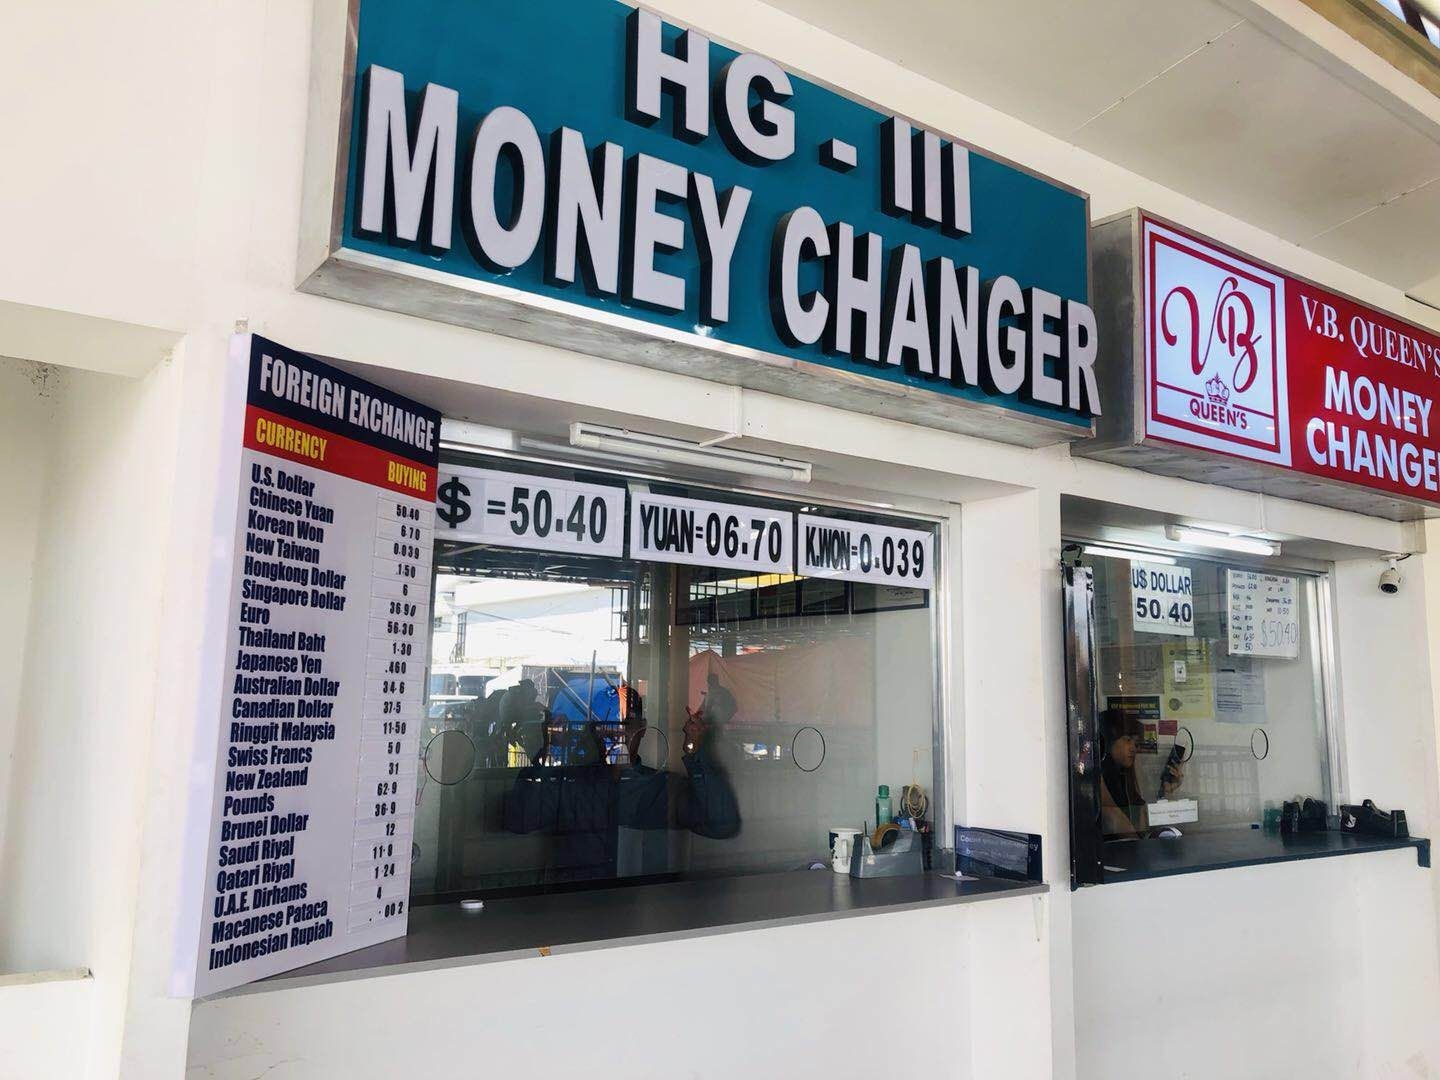 HG - III
MONEY CHANGER
FOREIGN EXCHANGE
CURRENCY BUYING
U.S. Dollar 50.40
Chinese Yuan 6.70
Korean Won 0.039
New Taiwan .150
Hongkong Dollar 6
Singapore Dollar 36.90
Euro 56.30
Thailand Baht 1.30
Japanese Yen .460
Australian Dollar 34.6
Canadian Dollar 37.5
Ringgit Malaysia 11.50
Swiss Francs 50
New Zealand 31
Pounds 62.9
Brunei Dollar 36.9
Saudi Riyal 12
Qatari Riyal 11.9
U.A.E. Dirhams 1.24
Macanese Pataca 4
Indonesian Rupiah .002
$ =50.40
YUAN=06.70
K.WON=0.039
VB
QUEEN'S
V.B. QUEEN'S
MONEY
CHANGE
U$ DOLLAR
50.40
$50.40